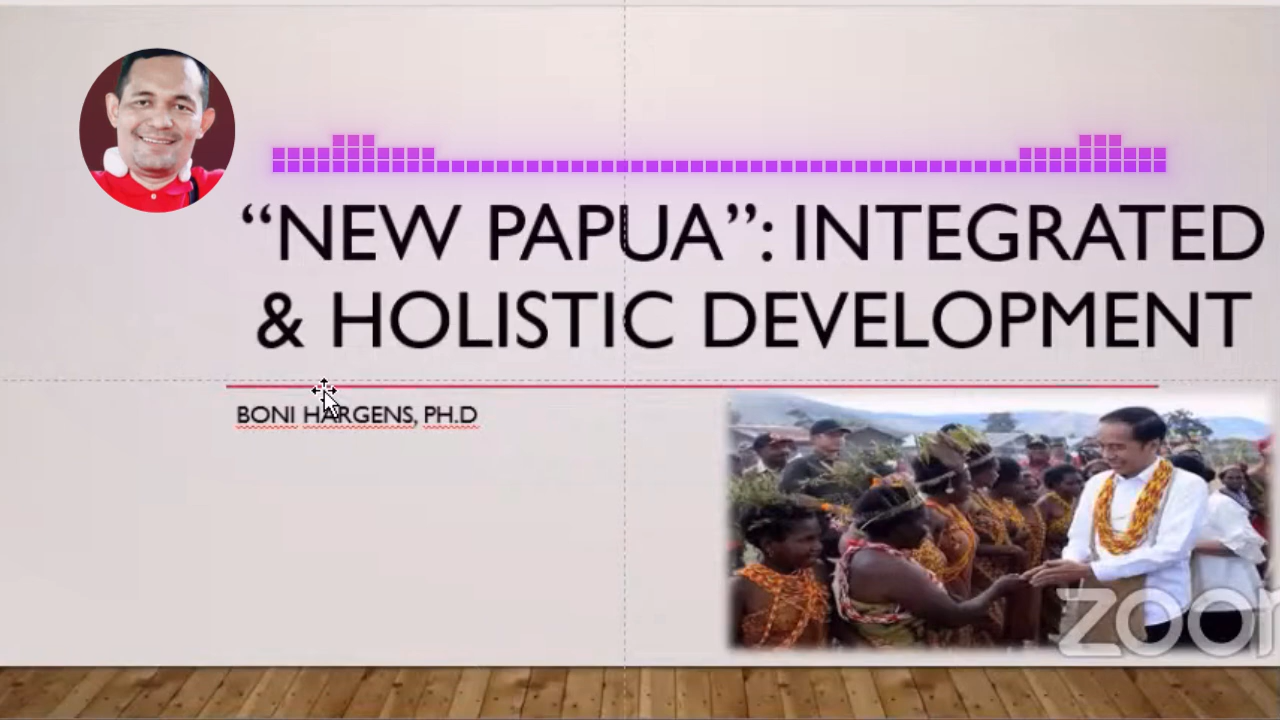 “NEW PAPUA”: INTEGRATED
& HOLISTIC DEVELOPMENT
BONI HARGENS, PH.D
zoom